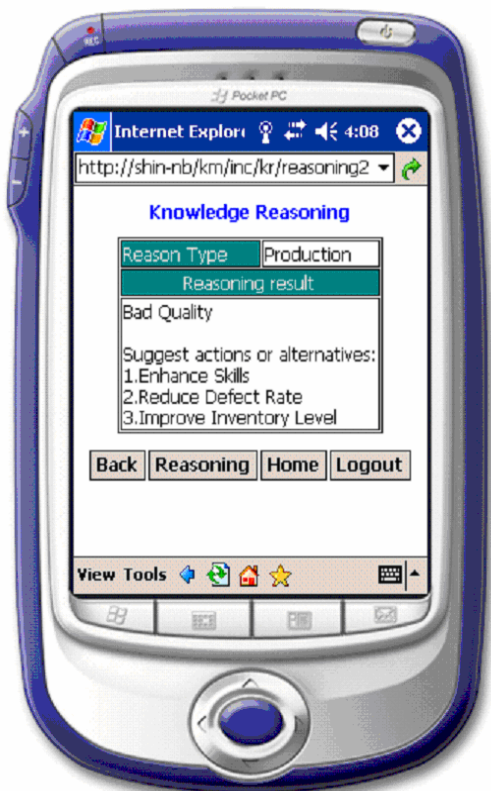 REC
Pocket PC
Internet Explore 4:08
http://shin-nb/km/inc/kr/reasoning2
Knowledge Reasoning
Reason Type Production
Reasoning result
Bad Quality
Suggest actions or alternatives:
1.Enhance Skills
2.Reduce Defect Rate
3.Improve Inventory Level
Back Reasoning Home Logout
View Tools